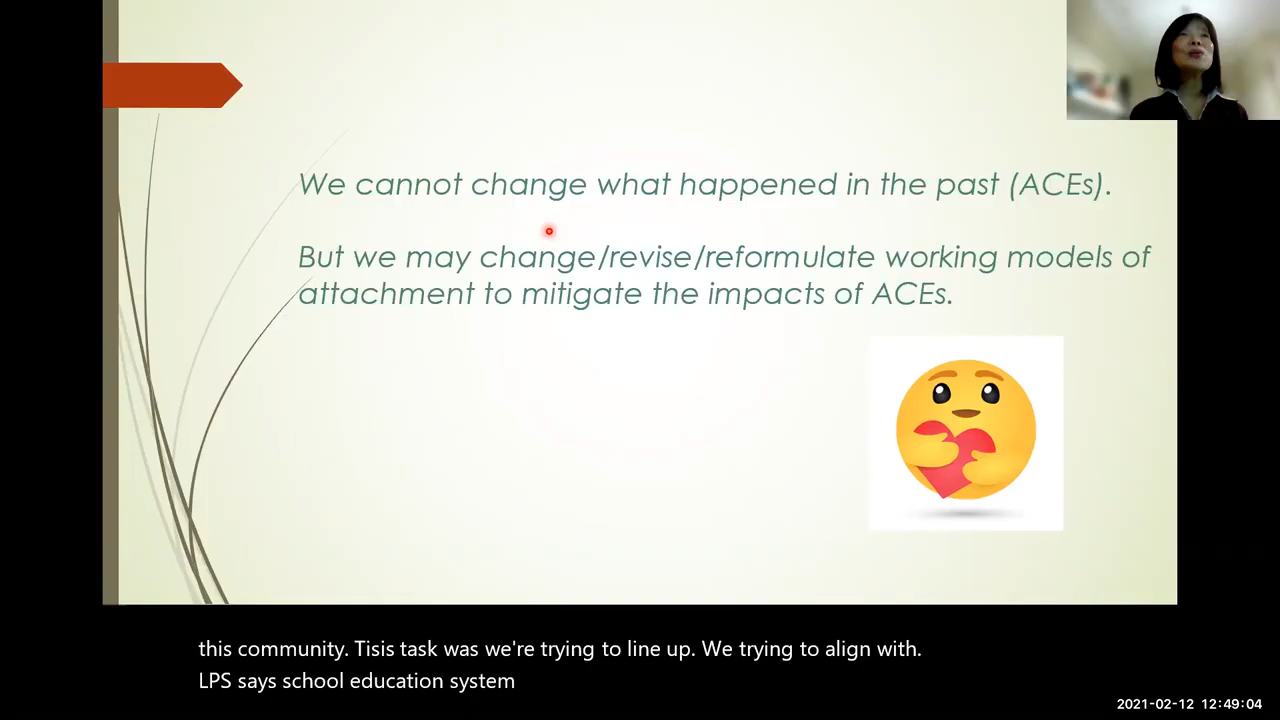 We cannot change what happened in the past (ACEs).
But we may change/revise/reformulate working models of
attachment to mitigate the impacts of ACEs.
this community. Tisis task was we're trying to line up. We trying to align with.
LPS says school education system
2021-02-12 12:49:04